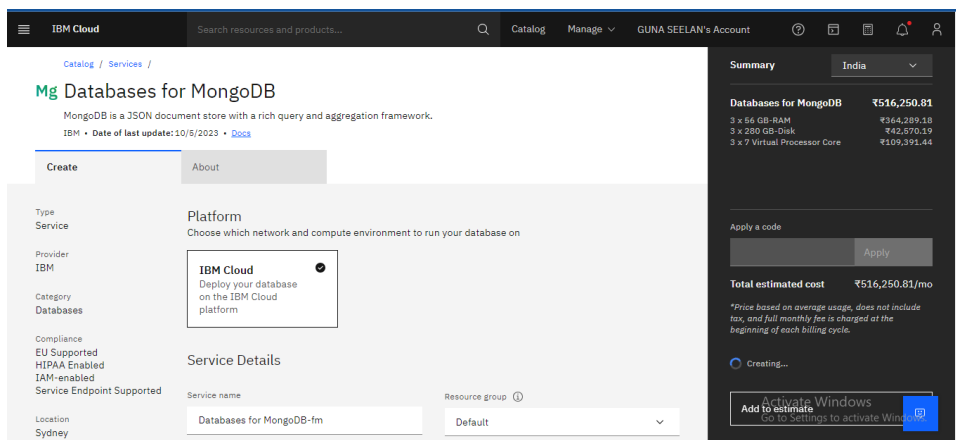 IBM Cloud
Search resources and products...
Catalog
Manage
GUNA SEELAN's Account
Catalog / Services /
Mg Databases for MongoDB
MongoDB is a JSON document store with a rich query and aggregation framework.
IBM • Date of last update: 10/5/2023 • Docs
Create
About
Type
Service
Provider
IBM
Category
Databases
Compliance
EU Supported
HIPAA Enabled
IAM-enabled
Service Endpoint Supported
Location
Sydney
Platform
Choose which network and compute environment to run your database on
IBM Cloud
Deploy your database
on the IBM Cloud
platform
Service Details
Service name
Databases for MongoDB-fm
Resource group
Default
Summary
India
Databases for MongoDB ₹516,250.81
3 x 56 GB-RAM ₹364,289.18
3 x 280 GB-Disk ₹42,570.19
3 x 7 Virtual Processor Core ₹109,391.44
Apply a code
Apply
Total estimated cost ₹516,250.81/mo
*Price based on average usage, does not include
tax, and full monthly fee is charged at the
beginning of each billing cycle.
Creating...
Add to estimate
Activate Windows
Go to Settings to activate Windows.